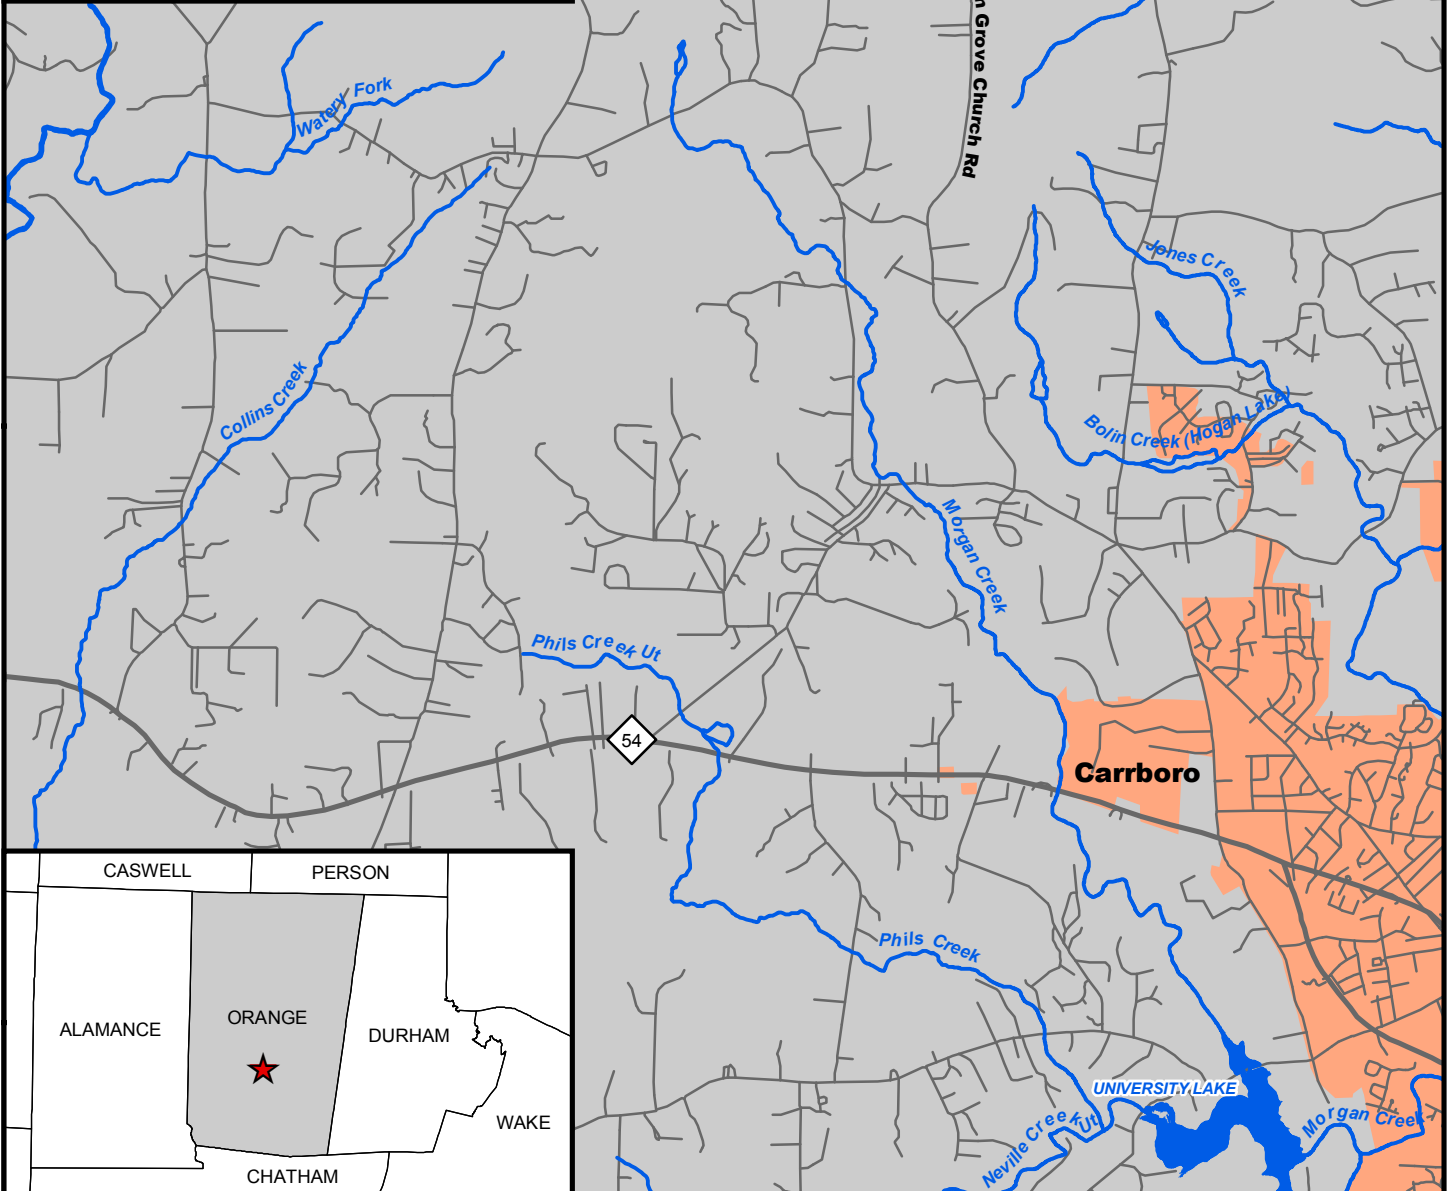 Watery Fork
n Grove Church Rd
Jones Creek
Collins Creek
Bolin Creek (Hogan Lake)
Morgan Creek
Phils Creek Ut
54
Carrboro
Phils Creek
UNIVERSITY LAKE
Neville Creek Ut
Morgan Creek
CASWELL
PERSON
ALAMANCE
ORANGE
DURHAM
WAKE
CHATHAM